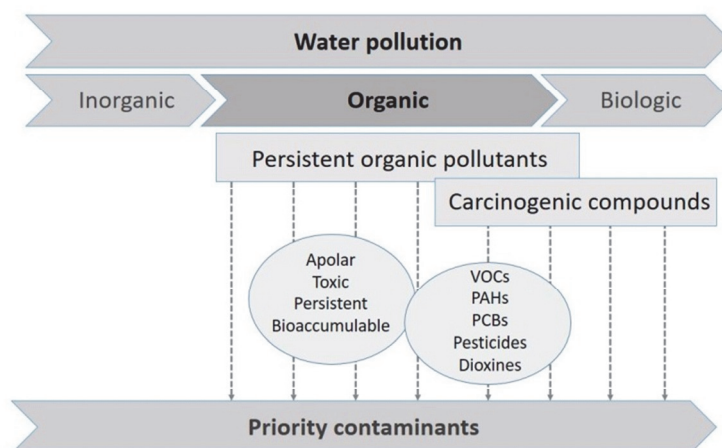 Water pollution
Inorganic
Organic
Biologic
Persistent organic pollutants
Carcinogenic compounds
Apolar
Toxic
Persistent
Bioaccumulable
VOCs
PAHs
PCBs
Pesticides
Dioxines
Priority contaminants